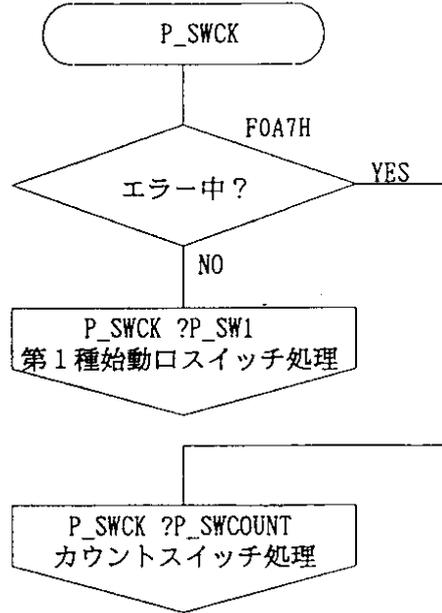 P_SWCK
F0A7H
エラー中？
YES
NO
P_SWCK ?P_SW1
第１種始動口スイッチ処理
P_SWCK ?P_SWCOUNT
カウントスイッチ処理